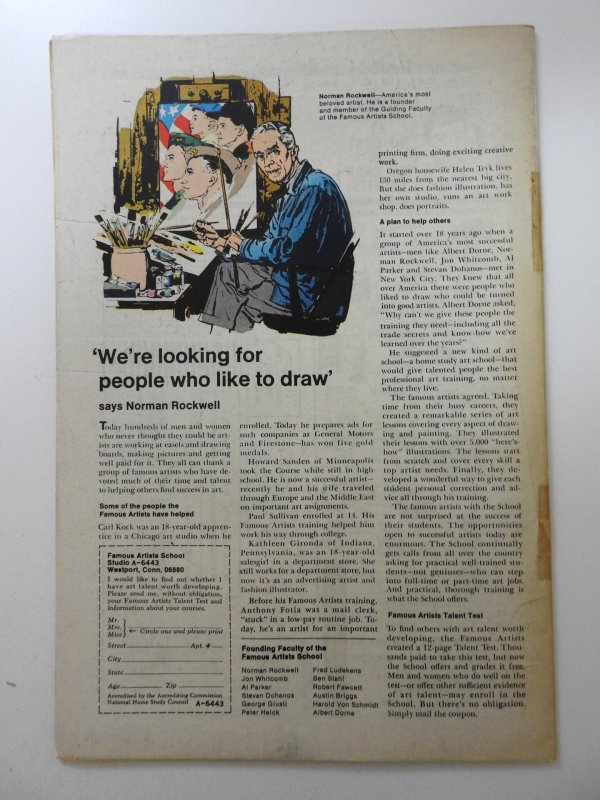 Norman Rockwell—America's most
beloved artist. He is a founder
and member of the Guiding Faculty
of the Famous Artists School.
'We're looking for
people who like to draw'
says Norman Rockwell
Today hundreds of men and women
who never thought they could be art-
ists are working at easels and drawing
boards, making pictures and getting
well paid for it. They all can thank a
group of famous artists who have de-
voted much of their time and talent
to helping others find success in art.
Some of the people the
Famous Artists have helped
Carl Kock was an 18-year-old appren-
tice in a Chicago art studio when he
Famous Artists School
Studio A-6443
Westport, Conn. 06880
I would like to find out whether I
have art talent worth developing.
Please send me, without obligation,
your Famous Artists Talent Test and
information about your courses.
Mr.
Mrs.
Miss
← Circle one and please print
Street Apt. #
City
State
Age Zip
Accredited by the Accrediting Commission,
National Home Study Council A-6443
enrolled. Today he prepares ads for
such companies as General Motors
and Firestone—has won five gold
medals.
Howard Sanden of Minneapolis
took the Course while still in high
school. He is now a successful artist—
recently he and his wife traveled
through Europe and the Middle East
on important art assignments.
Paul Sullivan enrolled at 14. His
Famous Artists training helped him
work his way through college.
Kathleen Gironda of Indiana,
Pennsylvania, was an 18-year-old
salesgirl in a department store. She
still works for a department store, but
now it's as an advertising artist and
fashion illustrator.
Before his Famous Artists training,
Anthony Fotia was a mail clerk,
"stuck" in a low-pay routine job. To-
day, he's an artist for an important
Founding Faculty of the
Famous Artists School
Norman Rockwell
Jon Whitcomb
Al Parker
Stevan Dohanos
George Giusti
Peter Helck
Fred Ludekens
Ben Stahl
Robert Fawcett
Austin Briggs
Harold Von Schmidt
Albert Dorne
printing firm, doing exciting creative
work.
Oregon housewife Helen Tryk lives
150 miles from the nearest big city.
But she does fashion illustration, has
her own studio, runs an art work
shop, does portraits.
A plan to help others
It started over 18 years ago when a
group of America's most successful
artists—men like Albert Dorne, Nor-
man Rockwell, Jon Whitcomb, Al
Parker and Stevan Dohanos—met in
New York City. They knew that all
over America there were people who
liked to draw who could be turned
into good artists. Albert Dorne asked,
"Why can't we give these people the
training they need—including all the
trade secrets and know-how we've
learned over the years?"
He suggested a new kind of art
school—a home study art school—that
would give talented people the best
professional art training, no matter
where they live.
The famous artists agreed. Taking
time from their busy careers, they
created a remarkable series of art
lessons covering every aspect of draw-
ing and painting. They illustrated
their lessons with over 5,000 "here's-
how" illustrations. The lessons start
from scratch and cover every skill a
top artist needs. Finally, they de-
veloped a wonderful way to give each
student personal correction and ad-
vice all through his training.
The famous artists with the School
are not surprised at the success of
their students. The opportunities
open to successful artists today are
enormous. The School continually
gets calls from all over the country
asking for practical well-trained stu-
dents—not geniuses—who can step
into full-time or part-time art jobs.
And practical, thorough training is
what the School offers.
Famous Artists Talent Test
To find others with art talent worth
developing, the Famous Artists
created a 12-page Talent Test. Thou-
sands paid to take this test, but now
the School offers and grades it free.
Men and women who do well on the
test—or offer other sufficient evidence
of art talent—may enroll in the
School. But there's no obligation.
Simply mail the coupon.